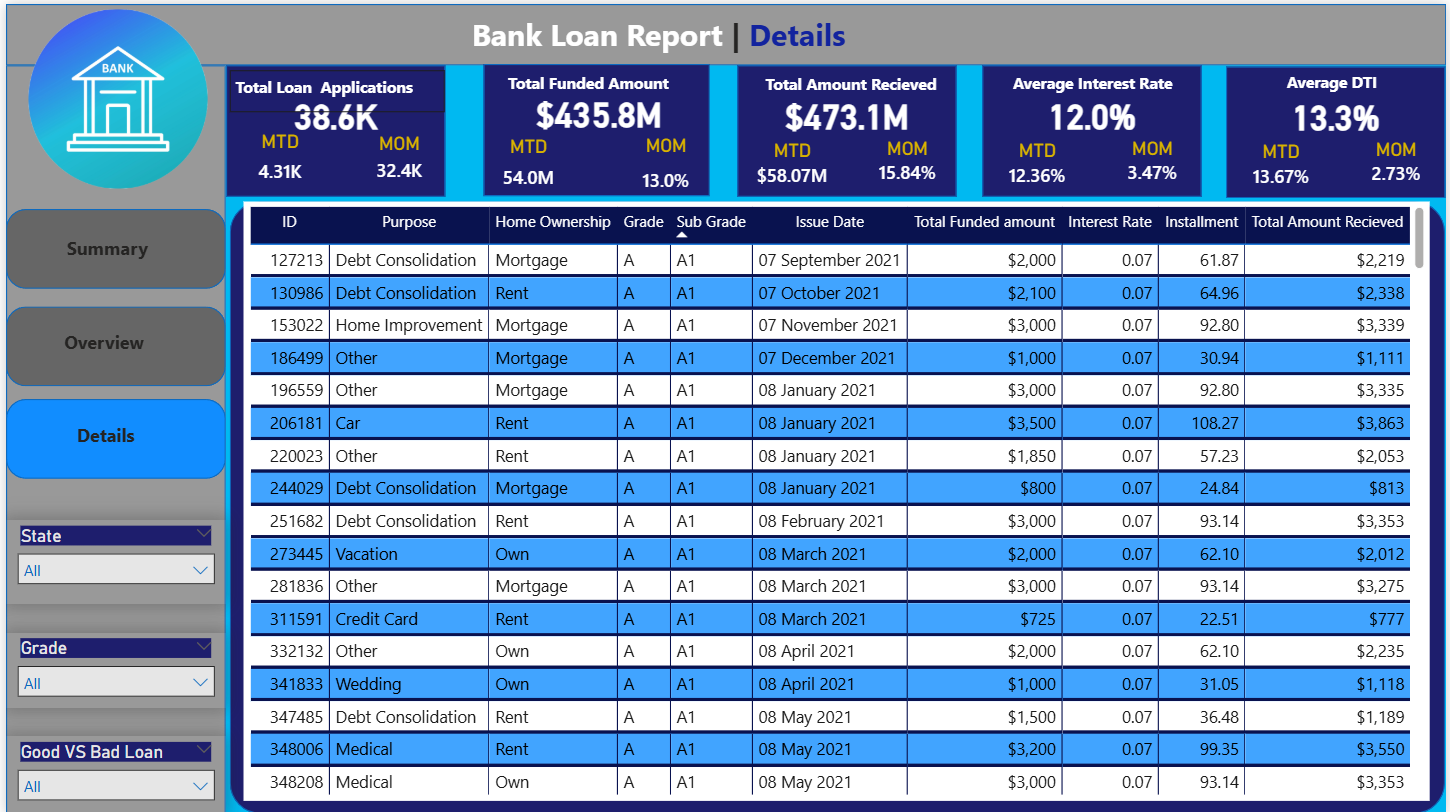 BANK
Bank Loan Report | Details
Total Loan Applications
38.6K
MTD MOM
4.31K 32.4K
Total Funded Amount
$435.8M
MTD MOM
54.0M 13.0%
Total Amount Recieved
$473.1M
MTD MOM
$58.07M 15.84%
Average Interest Rate
12.0%
MTD MOM
12.36% 3.47%
Average DTI
13.3%
MTD MOM
13.67% 2.73%
Summary
Overview
Details
State
All
Grade
All
Good VS Bad Loan
All
ID Purpose Home Ownership Grade Sub Grade Issue Date Total Funded amount Interest Rate Installment Total Amount Recieved
127213 Debt Consolidation Mortgage A A1 07 September 2021 $2,000 0.07 61.87 $2,219
130986 Debt Consolidation Rent A A1 07 October 2021 $2,100 0.07 64.96 $2,338
153022 Home Improvement Mortgage A A1 07 November 2021 $3,000 0.07 92.80 $3,339
186499 Other Mortgage A A1 07 December 2021 $1,000 0.07 30.94 $1,111
196559 Other Mortgage A A1 08 January 2021 $3,000 0.07 92.80 $3,335
206181 Car Rent A A1 08 January 2021 $3,500 0.07 108.27 $3,863
220023 Other Rent A A1 08 January 2021 $1,850 0.07 57.23 $2,053
244029 Debt Consolidation Mortgage A A1 08 January 2021 $800 0.07 24.84 $813
251682 Debt Consolidation Rent A A1 08 February 2021 $3,000 0.07 93.14 $3,353
273445 Vacation Own A A1 08 March 2021 $2,000 0.07 62.10 $2,012
281836 Other Mortgage A A1 08 March 2021 $3,000 0.07 93.14 $3,275
311591 Credit Card Rent A A1 08 March 2021 $725 0.07 22.51 $777
332132 Other Own A A1 08 April 2021 $2,000 0.07 62.10 $2,235
341833 Wedding Own A A1 08 April 2021 $1,000 0.07 31.05 $1,118
347485 Debt Consolidation Rent A A1 08 May 2021 $1,500 0.07 36.48 $1,189
348006 Medical Rent A A1 08 May 2021 $3,200 0.07 99.35 $3,550
348208 Medical Own A A1 08 May 2021 $3,000 0.07 93.14 $3,353